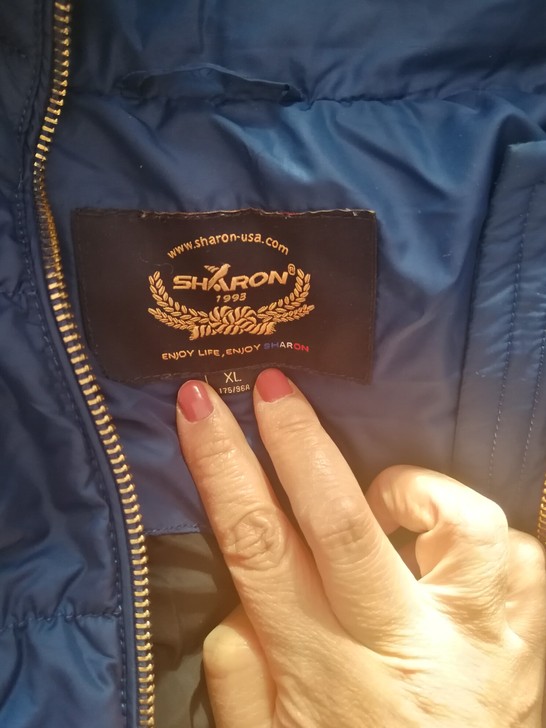 www.sharon-usa.com
SHARON®
1993
ENJOY LIFE, ENJOY SHARON
XL
175/96A